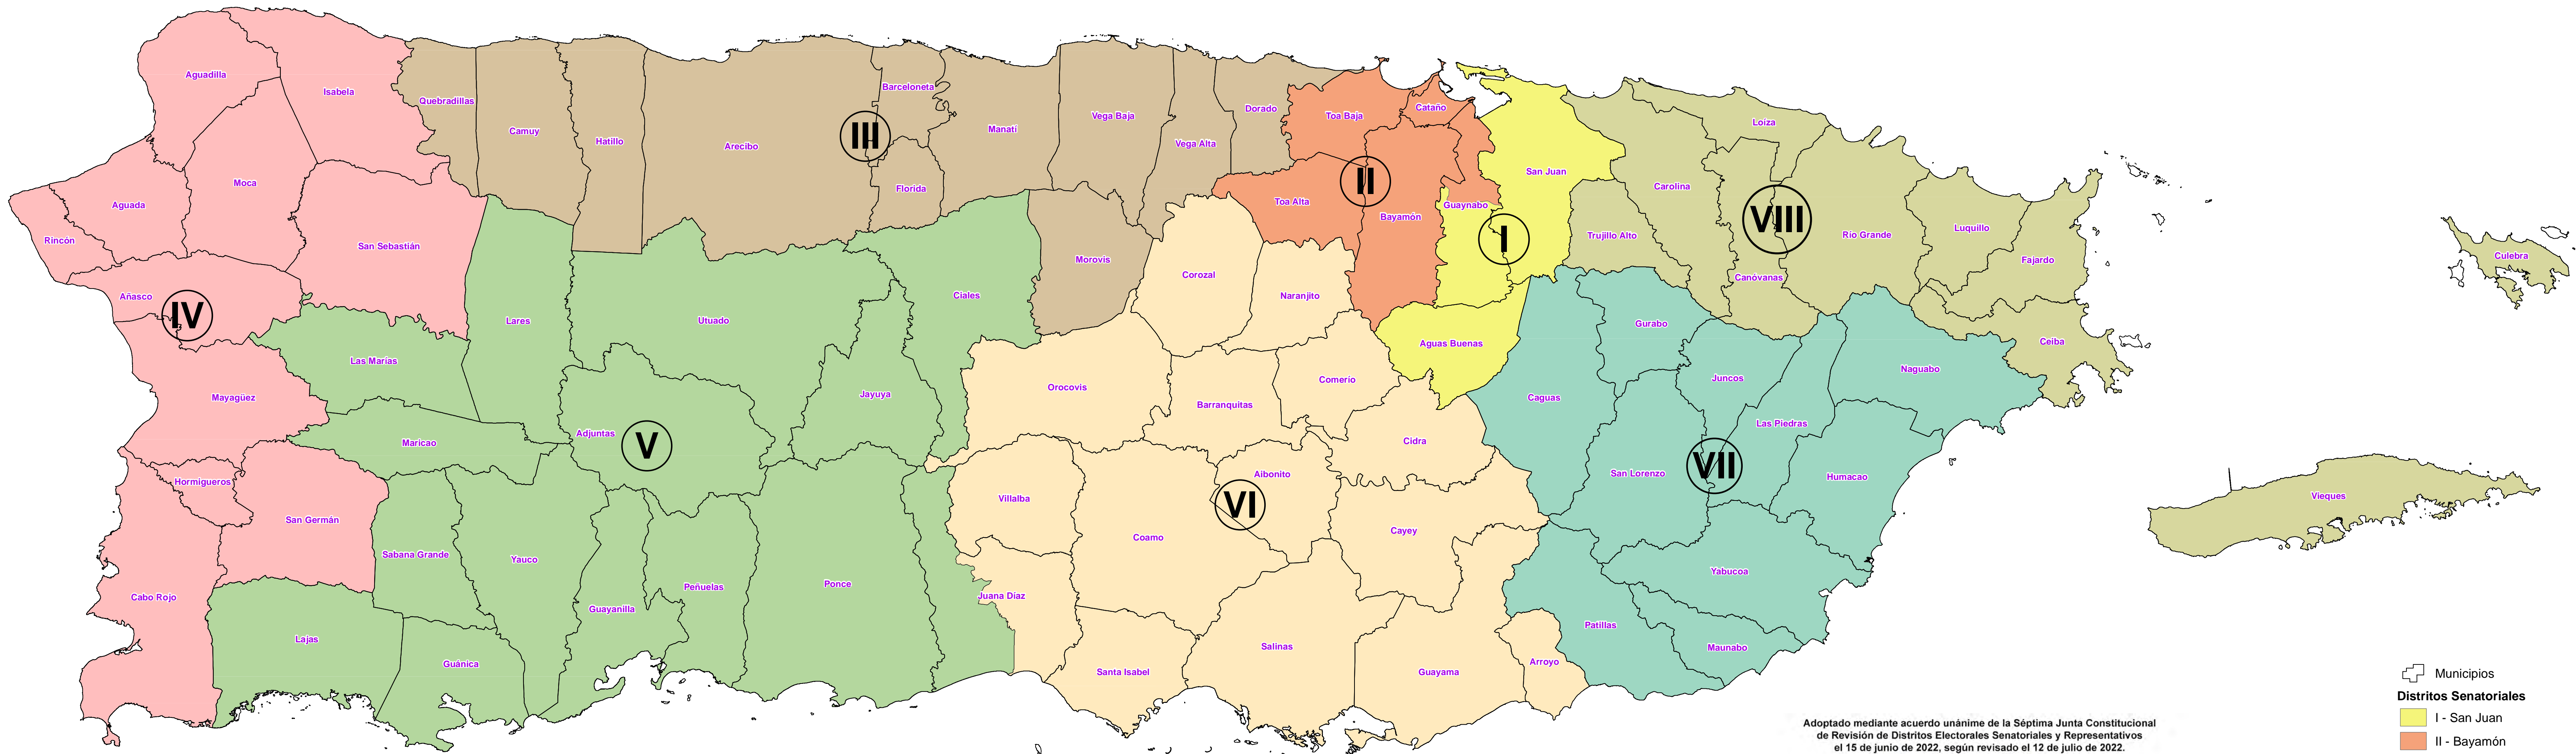 Aguadilla
Isabela
Quebradillas
Camuy
Hatillo
Arecibo
Barceloneta
III
Florida
Manatí
Vega Baja
Vega Alta
Dorado
Toa Baja
Cataño
Toa Alta
II
Bayamón
Guaynabo
San Juan
I
Aguas Buenas
Loiza
Carolina
Trujillo Alto
VIII
Canóvanas
Rio Grande
Luquillo
Fajardo
Ceiba
Culebra
Vieques
Moca
Aguada
Rincón
San Sebastián
Añasco
IV
Mayagüez
Hormigueros
San Germán
Cabo Rojo
Lares
Utuado
Ciales
Morovis
Las Marías
Maricao
Adjuntas
V
Jayuya
Sabana Grande
Yauco
Guayanilla
Peñuelas
Ponce
Lajas
Guánica
Corozal
Naranjito
Orocovis
Barranquitas
Comerío
Cidra
Villalba
Coamo
Aibonito
VI
Cayey
Juana Díaz
Santa Isabel
Salinas
Guayama
Arroyo
Gurabo
Caguas
Juncos
Las Piedras
Naguabo
San Lorenzo
VII
Humacao
Yabucoa
Patillas
Maunabo
Adoptado mediante acuerdo unánime de la Séptima Junta Constitucional
de Revisión de Distritos Electorales Senatoriales y Representativos
el 15 de junio de 2022, según revisado el 12 de julio de 2022.
Municipios
Distritos Senatoriales
I - San Juan
II - Bayamón